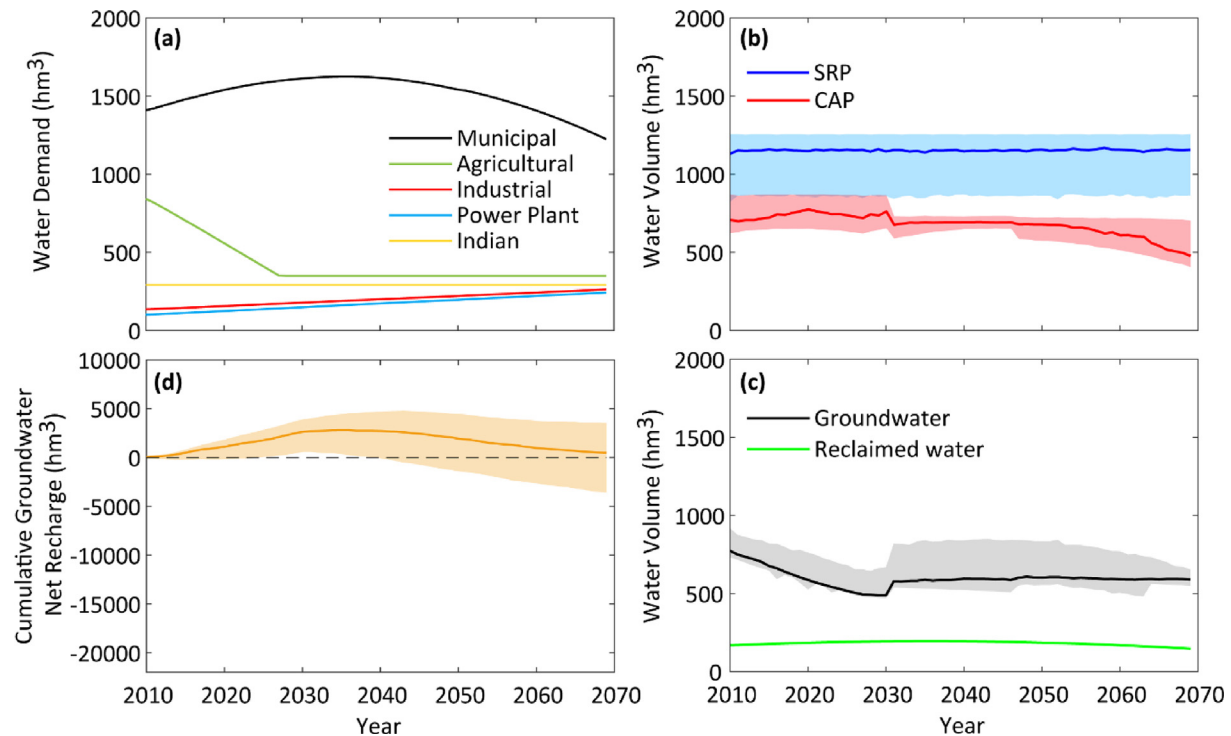 (a)
2000
1500
1000
500
0
Water Demand (hm³)
Municipal
Agricultural
Industrial
Power Plant
Indian
(b)
2000
1500
1000
500
0
Water Volume (hm³)
SRP
CAP
(d)
10000
5000
0
-5000
-10000
-15000
-20000
Cumulative Groundwater
Net Recharge (hm³)
2010 2020 2030 2040 2050 2060 2070
Year
(c)
2000
1500
1000
500
0
Water Volume (hm³)
Groundwater
Reclaimed water
2010 2020 2030 2040 2050 2060 2070
Year